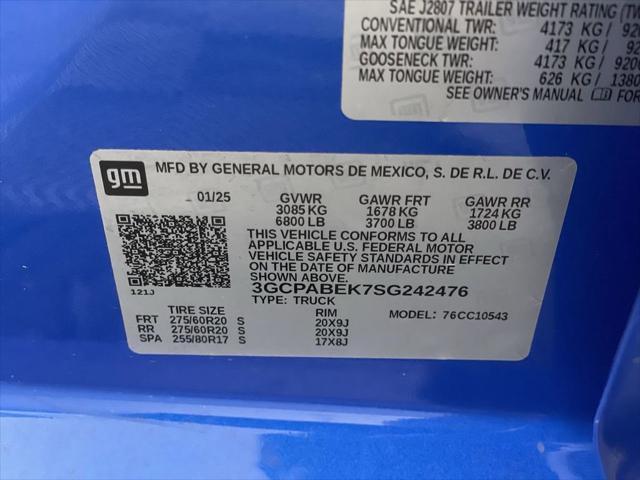 SAE J2807 TRAILER WEIGHT RATING
CONVENTIONAL TWR: 4173 KG /
MAX TONGUE WEIGHT: 417 KG /
GOOSENECK TWR: 4173 KG / 9200
MAX TONGUE WEIGHT: 626 KG / 1380
SEE OWNER'S MANUAL FOR
gm
gm MFD BY GENERAL MOTORS DE MEXICO, S. DE R.L. DE C.V.
01/25 GVWR GAWR FRT GAWR RR
3085 KG 1678 KG 1724 KG
6800 LB 3700 LB 3800 LB
THIS VEHICLE CONFORMS TO ALL
APPLICABLE U.S. FEDERAL MOTOR
VEHICLE SAFETY STANDARDS IN EFFECT
ON THE DATE OF MANUFACTURE
SHOWN ABOVE.
3GCPABEK7SG242476
121J TYPE: TRUCK
TIRE SIZE RIM MODEL: 76CC10543
FRT 275/60R20 S 20X9J
RR 275/60R20 S 20X9J
SPA 255/80R17 S 17X8J